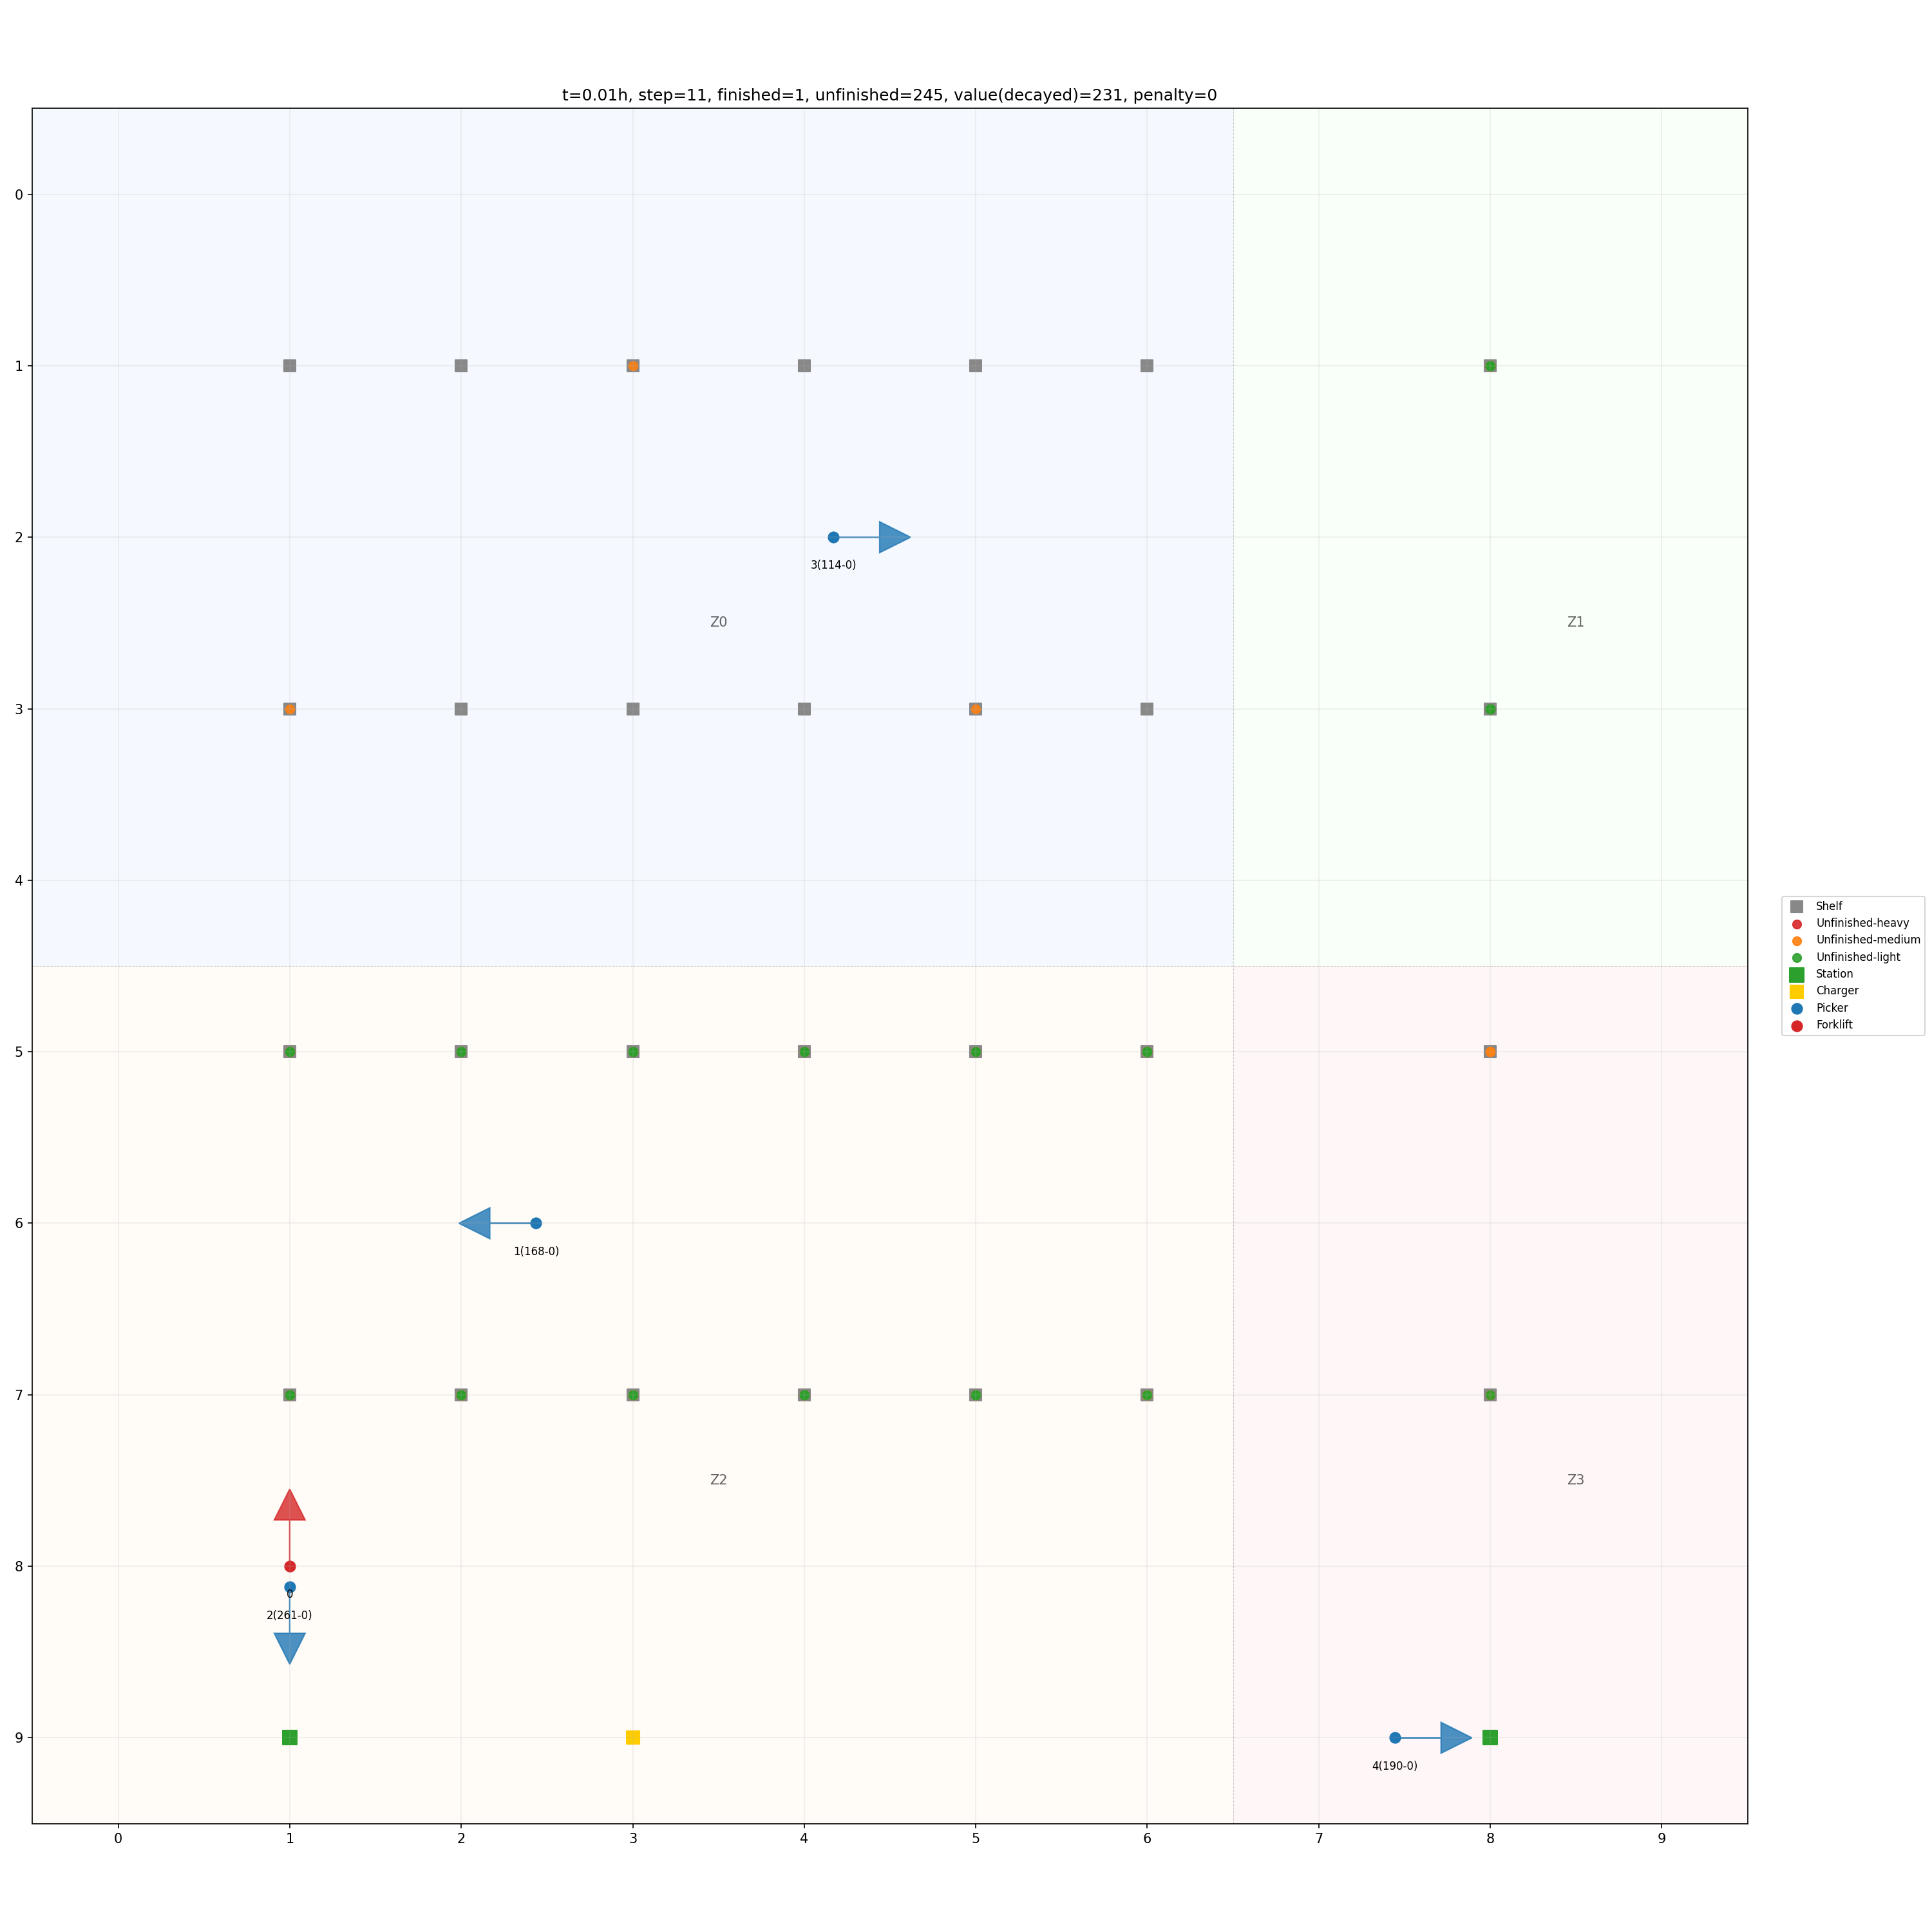 t=0.01h, step=11, finished=1, unfinished=245, value(decayed)=231, penalty=0
0
1
2
3
4
5
6
7
8
9
3(114-0)
Z0
Z1
1(168-0)
Z2
Z3
0
2(261-0)
4(190-0)
0
1
2
3
4
5
6
7
8
9
Shelf
Unfinished-heavy
Unfinished-medium
Unfinished-light
Station
Charger
Picker
Forklift